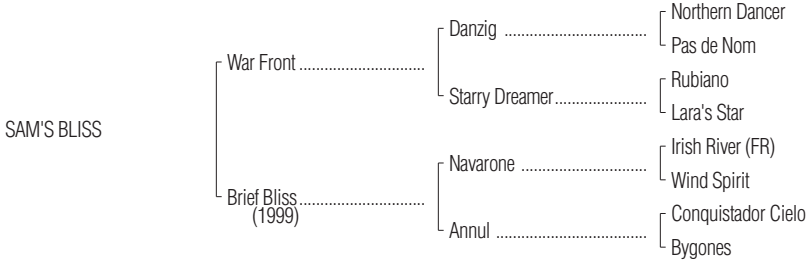 Northern Dancer
Danzig ................................
Pas de Nom
War Front ............................
Rubiano
Starry Dreamer.....................
Lara's Star
SAM'S BLISS
Irish River (FR)
Navarone ............................
Wind Spirit
Brief Bliss............................
(1999)
Conquistador Cielo
Annul .................................
Bygones